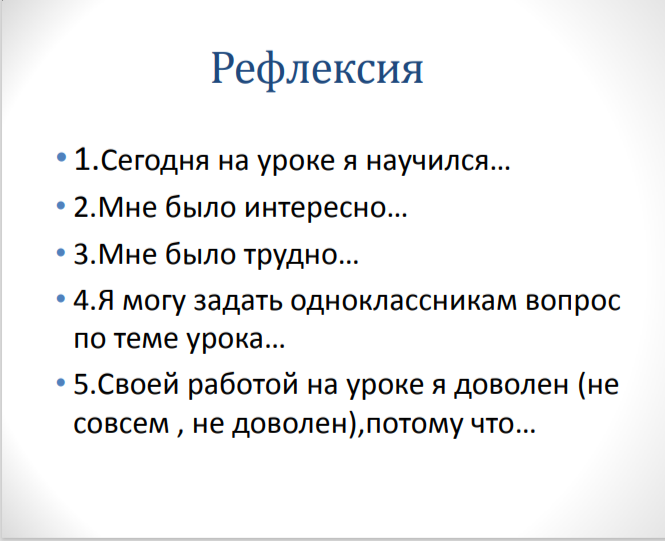 Рефлексия
• 1.Сегодня на уроке я научился...
• 2.Мне было интересно...
• 3.Мне было трудно...
• 4.Я могу задать одноклассникам вопрос
по теме урока...
• 5.Своей работой на уроке я доволен (не
совсем , не доволен),потому что...